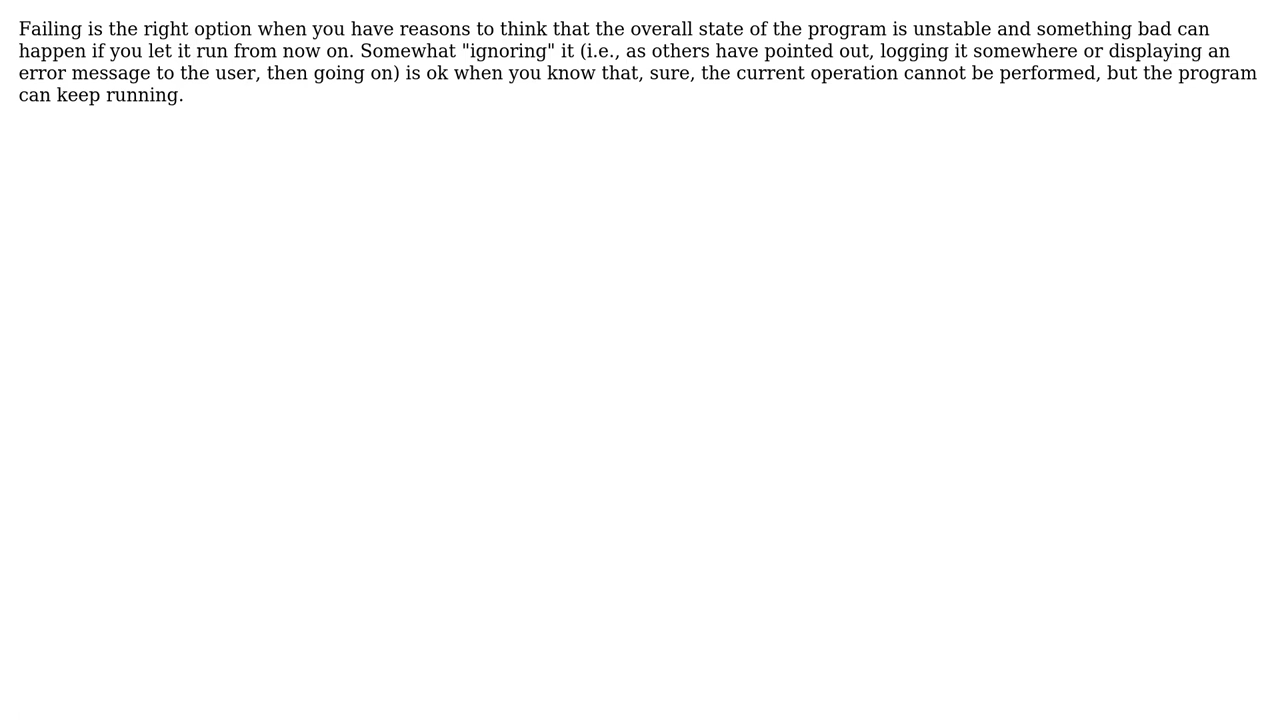 Failing is the right option when you have reasons to think that the overall state of the program is unstable and something bad can
happen if you let it run from now on. Somewhat "ignoring" it (i.e., as others have pointed out, logging it somewhere or displaying an
error message to the user, then going on) is ok when you know that, sure, the current operation cannot be performed, but the program
can keep running.